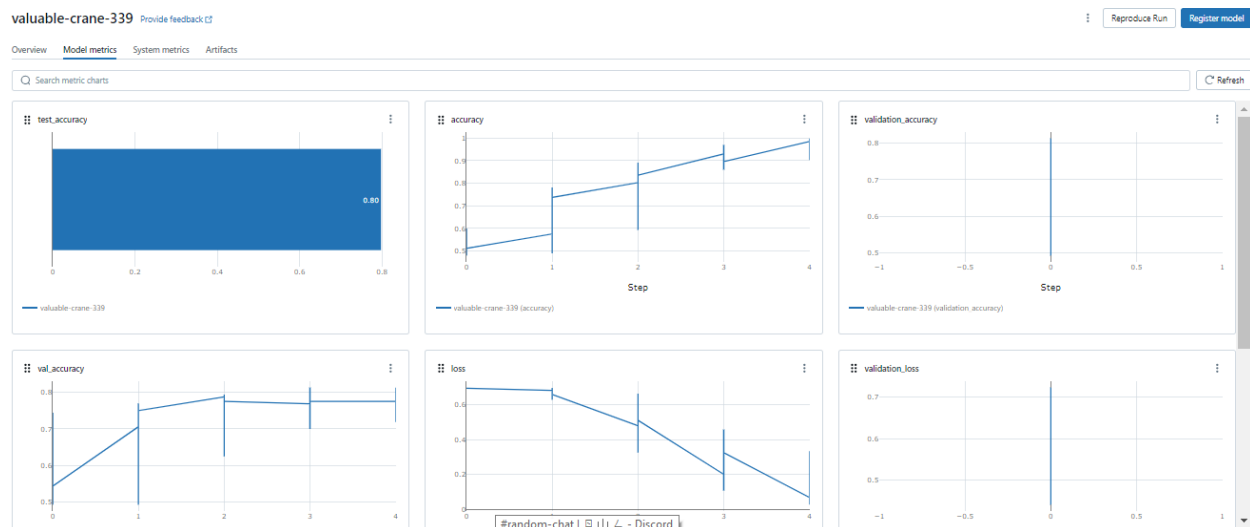 valuable-crane-339 Provide feedback
Reproduce Run
Register model
Overview Model metrics System metrics Artifacts
Search metric charts
Refresh
test_accuracy
0.80
0 0.2 0.4 0.6 0.8
valuable-crane-339
accuracy
1
0.9
0.8
0.7
0.6
0.5
0 1 2 3 4
Step
valuable-crane-339 (accuracy)
validation_accuracy
0.8
0.7
0.6
0.5
−1 −0.5 0 0.5 1
Step
valuable-crane-339 (validation_accuracy)
val_accuracy
0.8
0.7
0.6
0.5
0 1 2 3 4
loss
0.6
0.4
0.2
0 1 2 3 4
#random-chat | - Discord
validation_loss
0.7
0.6
0.5
−1 −0.5 0 0.5 1